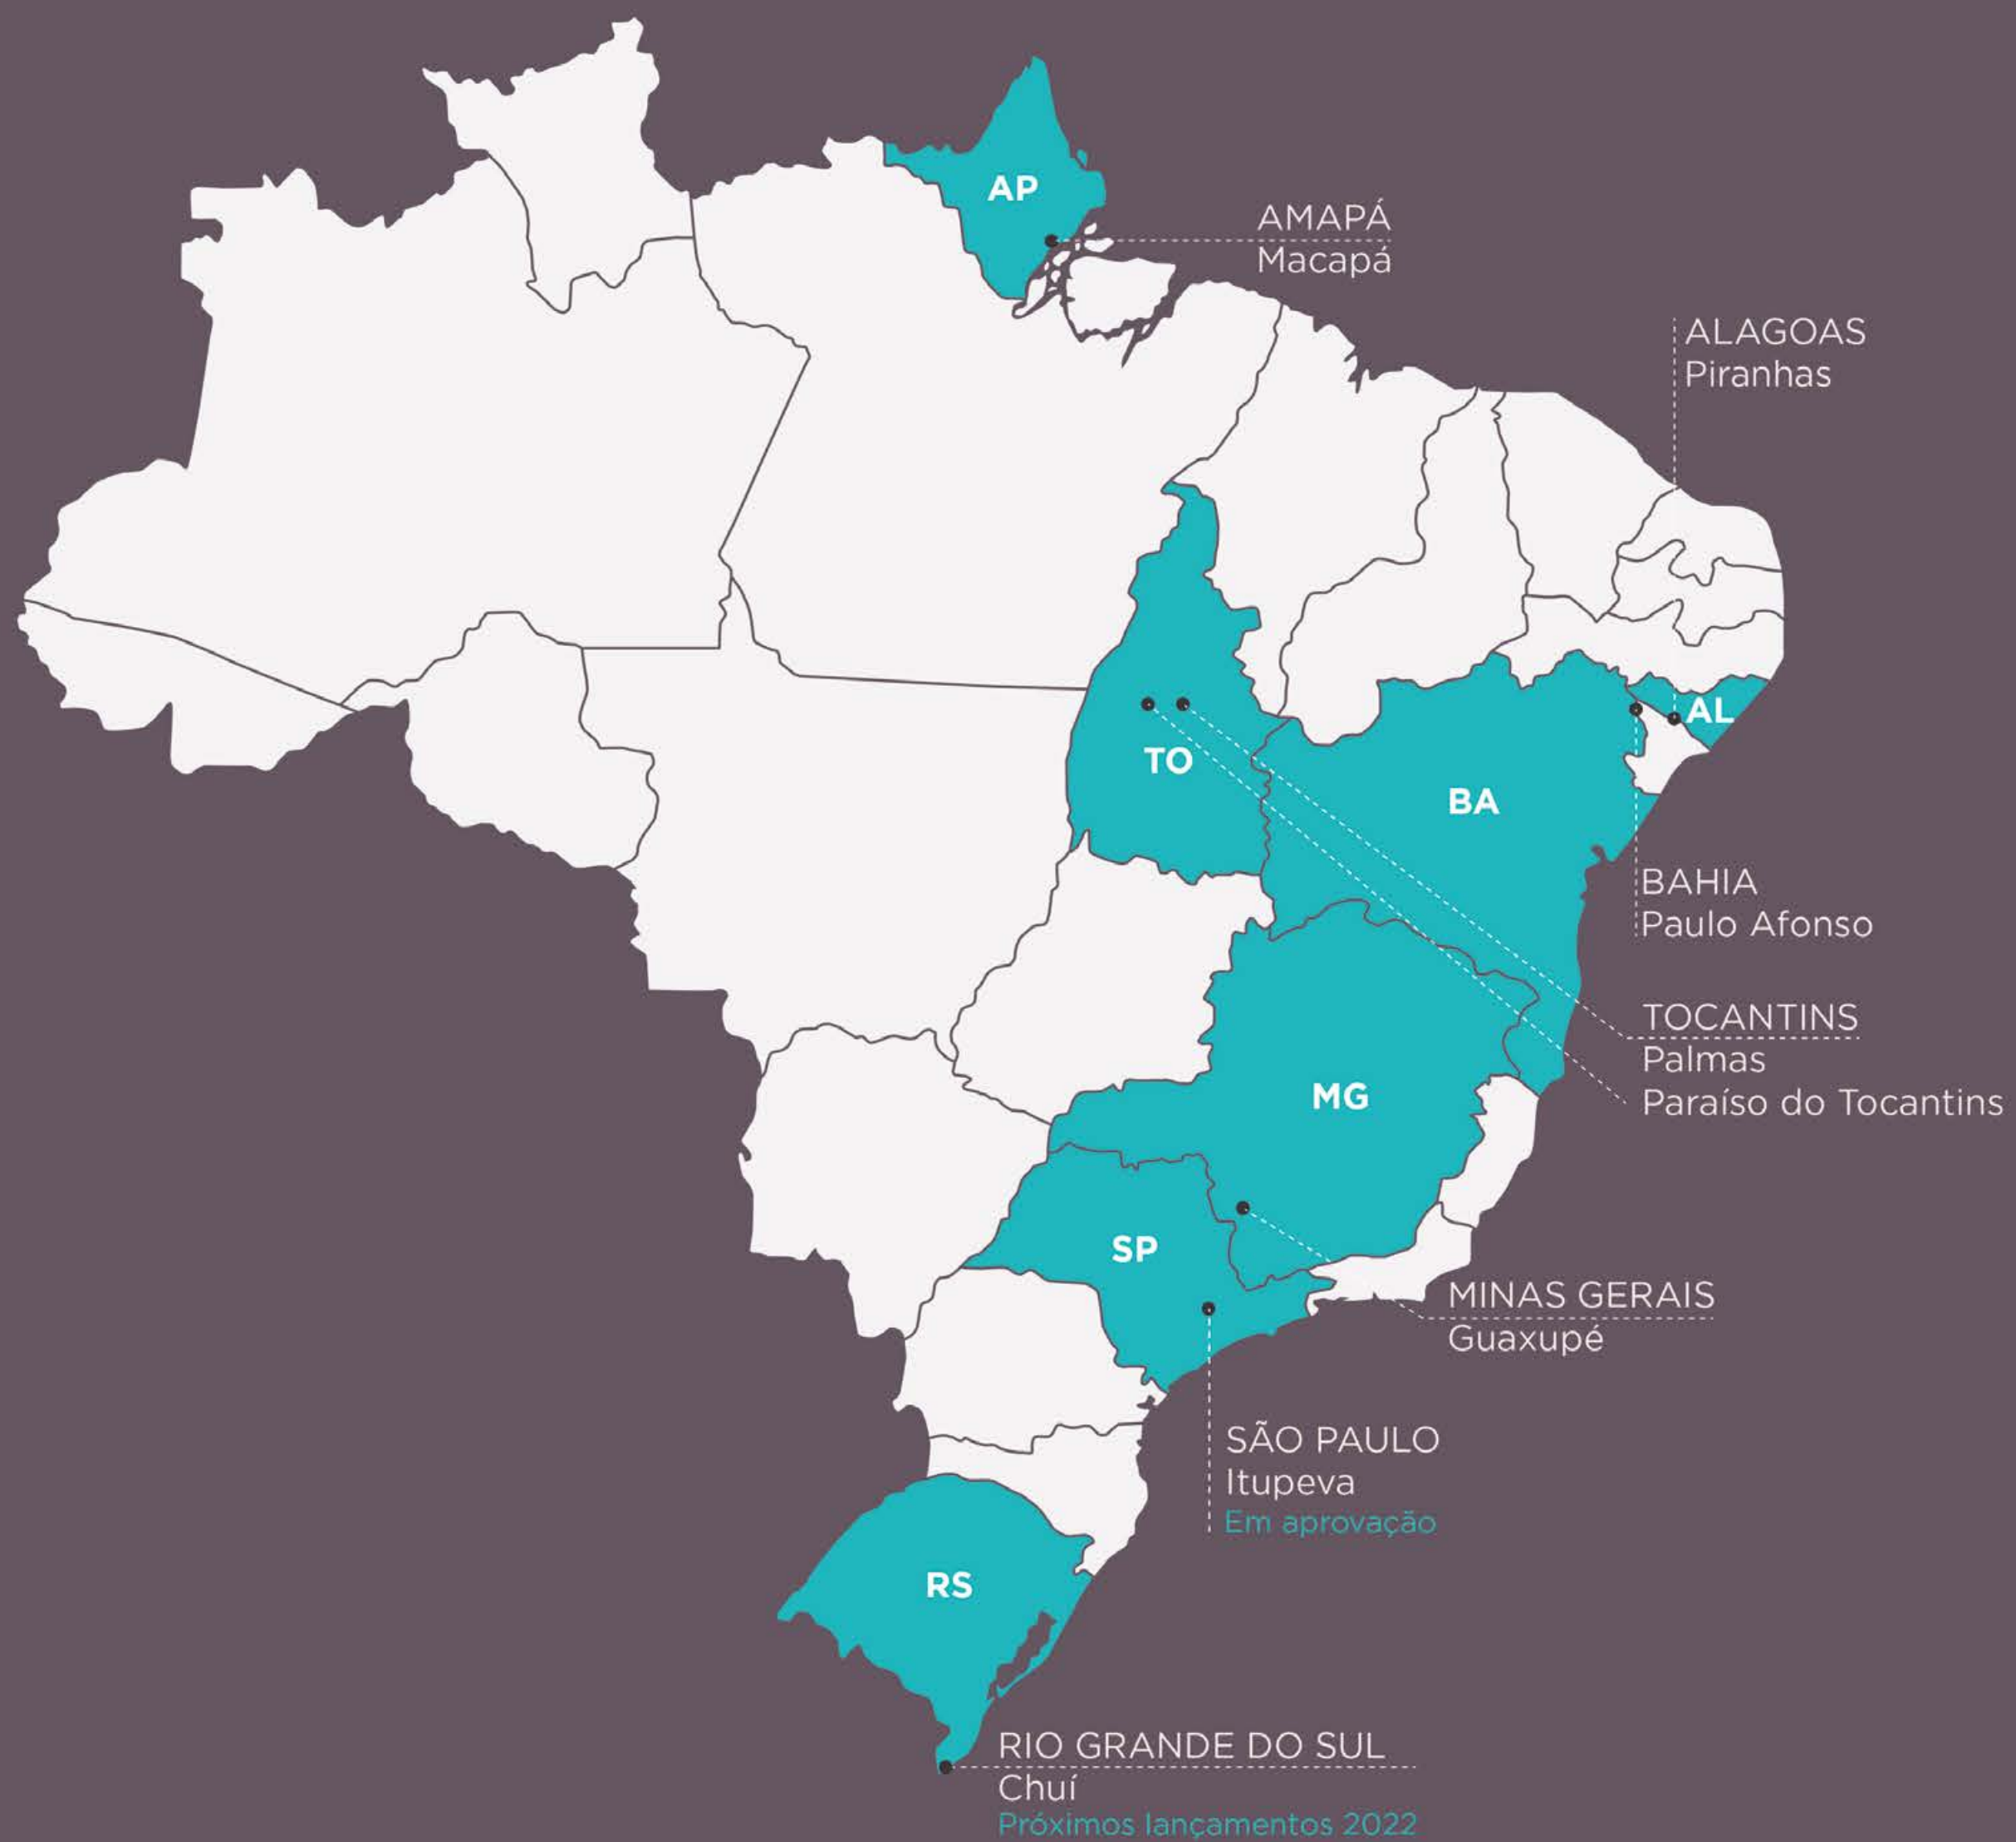 AP
AMAPÁ
Macapá
ALAGOAS
Piranhas
AL
TO
BA
BAHIA
Paulo Afonso
TOCANTINS
Palmas
Paraíso do Tocantins
MG
SP
MINAS GERAIS
Guaxupé
SÃO PAULO
Itupeva
Em aprovação
RS
RIO GRANDE DO SUL
Chuí
Próximos lançamentos 2022